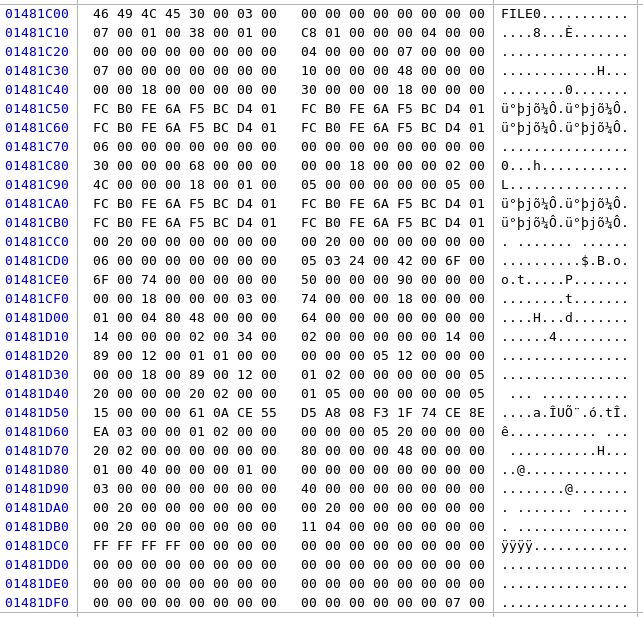 01481C00 46 49 4C 45 30 00 03 00 00 00 00 00 00 00 00 00 FILE0...........
01481C10 07 00 01 00 38 00 01 00 C8 01 00 00 00 04 00 00 ....8...È.......
01481C20 00 00 00 00 00 00 00 00 04 00 00 00 07 00 00 00 ................
01481C30 07 00 00 00 00 00 00 00 10 00 00 00 48 00 00 00 ............H...
01481C40 00 00 18 00 00 00 00 00 30 00 00 00 18 00 00 00 ........0.......
01481C50 FC B0 FE 6A F5 BC D4 01 FC B0 FE 6A F5 BC D4 01 ü°þjõ¼Ô.ü°þjõ¼Ô.
01481C60 FC B0 FE 6A F5 BC D4 01 FC B0 FE 6A F5 BC D4 01 ü°þjõ¼Ô.ü°þjõ¼Ô.
01481C70 06 00 00 00 00 00 00 00 00 00 00 00 00 00 00 00 ................
01481C80 30 00 00 00 68 00 00 00 00 00 18 00 00 00 02 00 0...h...........
01481C90 4C 00 00 00 18 00 01 00 05 00 00 00 00 00 05 00 L...............
01481CA0 FC B0 FE 6A F5 BC D4 01 FC B0 FE 6A F5 BC D4 01 ü°þjõ¼Ô.ü°þjõ¼Ô.
01481CB0 FC B0 FE 6A F5 BC D4 01 FC B0 FE 6A F5 BC D4 01 ü°þjõ¼Ô.ü°þjõ¼Ô.
01481CC0 00 20 00 00 00 00 00 00 00 20 00 00 00 00 00 00 . ....... ......
01481CD0 06 00 00 00 00 00 00 00 05 03 24 00 42 00 6F 00 ..........$.B.o.
01481CE0 6F 00 74 00 00 00 00 00 50 00 00 00 90 00 00 00 o.t.....P.......
01481CF0 00 00 18 00 00 00 03 00 74 00 00 00 18 00 00 00 ........t.......
01481D00 01 00 04 80 48 00 00 00 64 00 00 00 00 00 00 00 ....H...d.......
01481D10 14 00 00 00 02 00 34 00 02 00 00 00 00 00 14 00 ......4.........
01481D20 89 00 12 00 01 01 00 00 00 00 00 05 12 00 00 00 ................
01481D30 00 00 18 00 89 00 12 00 01 02 00 00 00 00 00 05 ................
01481D40 20 00 00 00 20 02 00 00 01 05 00 00 00 00 00 05 ... ...........
01481D50 15 00 00 00 61 0A CE 55 D5 A8 08 F3 1F 74 CE 8E ....a.ÎUÕ¨.ó.tÎ.
01481D60 EA 03 00 00 01 02 00 00 00 00 00 05 20 00 00 00 ê........... ...
01481D70 20 02 00 00 00 00 00 00 80 00 00 00 48 00 00 00 ...........H...
01481D80 01 00 40 00 00 00 01 00 00 00 00 00 00 00 00 00 ..@.............
01481D90 03 00 00 00 00 00 00 00 40 00 00 00 00 00 00 00 ........@.......
01481DA0 00 20 00 00 00 00 00 00 00 20 00 00 00 00 00 00 . ....... ......
01481DB0 00 20 00 00 00 00 00 00 11 04 00 00 00 00 00 00 . ..............
01481DC0 FF FF FF FF 00 00 00 00 00 00 00 00 00 00 00 00 ÿÿÿÿ............
01481DD0 00 00 00 00 00 00 00 00 00 00 00 00 00 00 00 00 ................
01481DE0 00 00 00 00 00 00 00 00 00 00 00 00 00 00 00 00 ................
01481DF0 00 00 00 00 00 00 00 00 00 00 00 00 00 00 07 00 ................